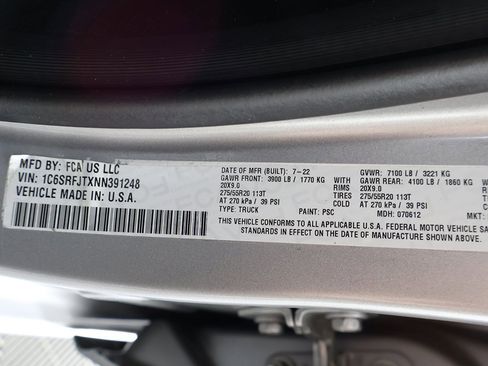 MFD BY: FCA US LLC
VIN: 1C6SRFJTXNN391248
VEHICLE MADE IN: U.S.A.
DATE OF MFR (BUILT): 7-22 GVWR: 7100 LB / 3221 KG
GAWR FRONT: 3900 LB / 1770 KG GAWR REAR: 4100 LB / 1860 KG
20X9.0 20X9.0
275/55R20 113T 275/55R20 113T
AT 270 kPa / 39 PSI COLD AT 270 kPa / 39 PSI
TYPE: TRUCK PAINT: PSC MDH: 070612 MKT:
THIS VEHICLE CONFORMS TO ALL APPLICABLE U.S.A. FEDERAL MOTOR VEHICLE SA
STANDARDS IN EFFECT ON THE DATE OF MANUFACTURE SHOWN ABOVE.